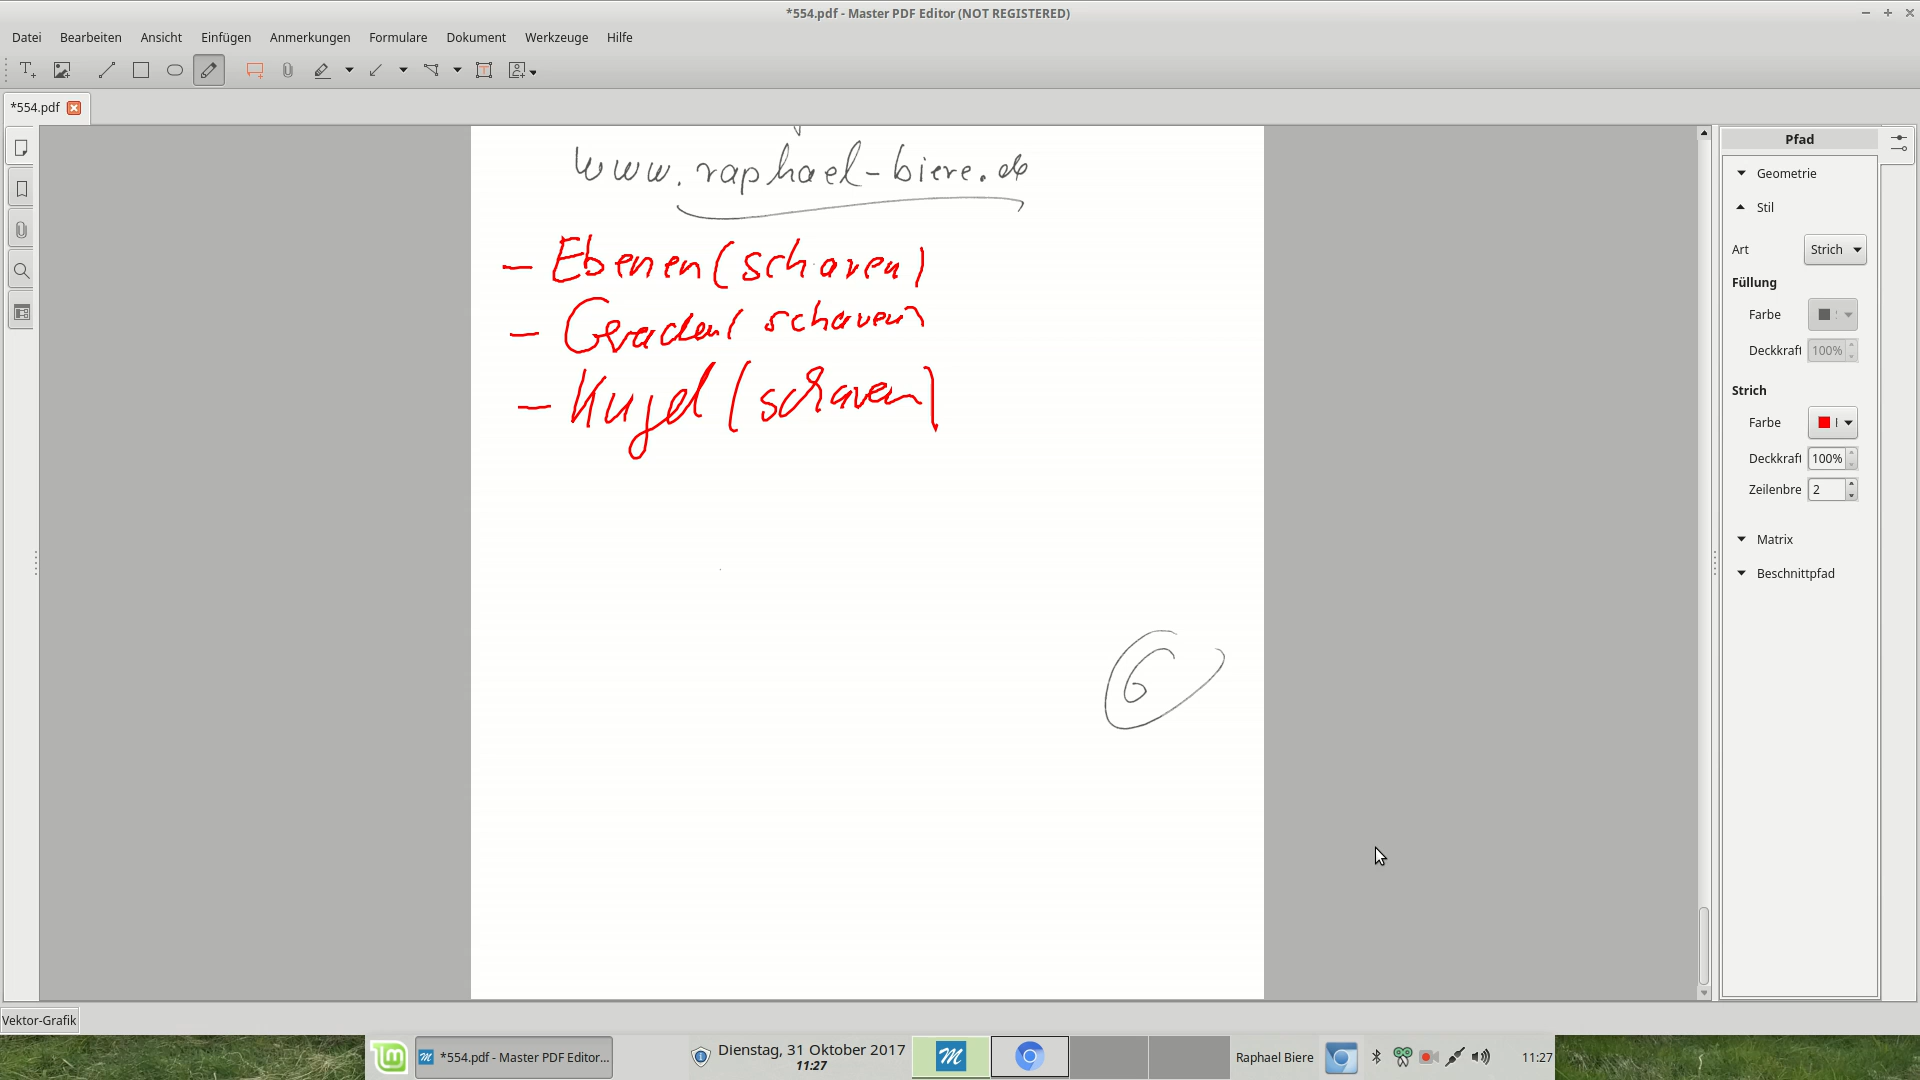 *554.pdf - Master PDF Editor (NOT REGISTERED)
Datei Bearbeiten Ansicht Einfügen Anmerkungen Formulare Dokument Werkzeuge Hilfe
*554.pdf
www.raphael-biere.de
- Ebenen (scharen)
- Geraden (scharen)
- Kugel (scharen)
6
Pfad
Geometrie
Stil
Art Strich
Füllung
Farbe
Deckkraft 100%
Strich
Farbe
Deckkraft 100%
Zeilenbre 2
Matrix
Beschnittpfad
Vektor-Grafik
*554.pdf - Master PDF Editor...
Dienstag, 31 Oktober 2017
11:27
Raphael Biere
11:27